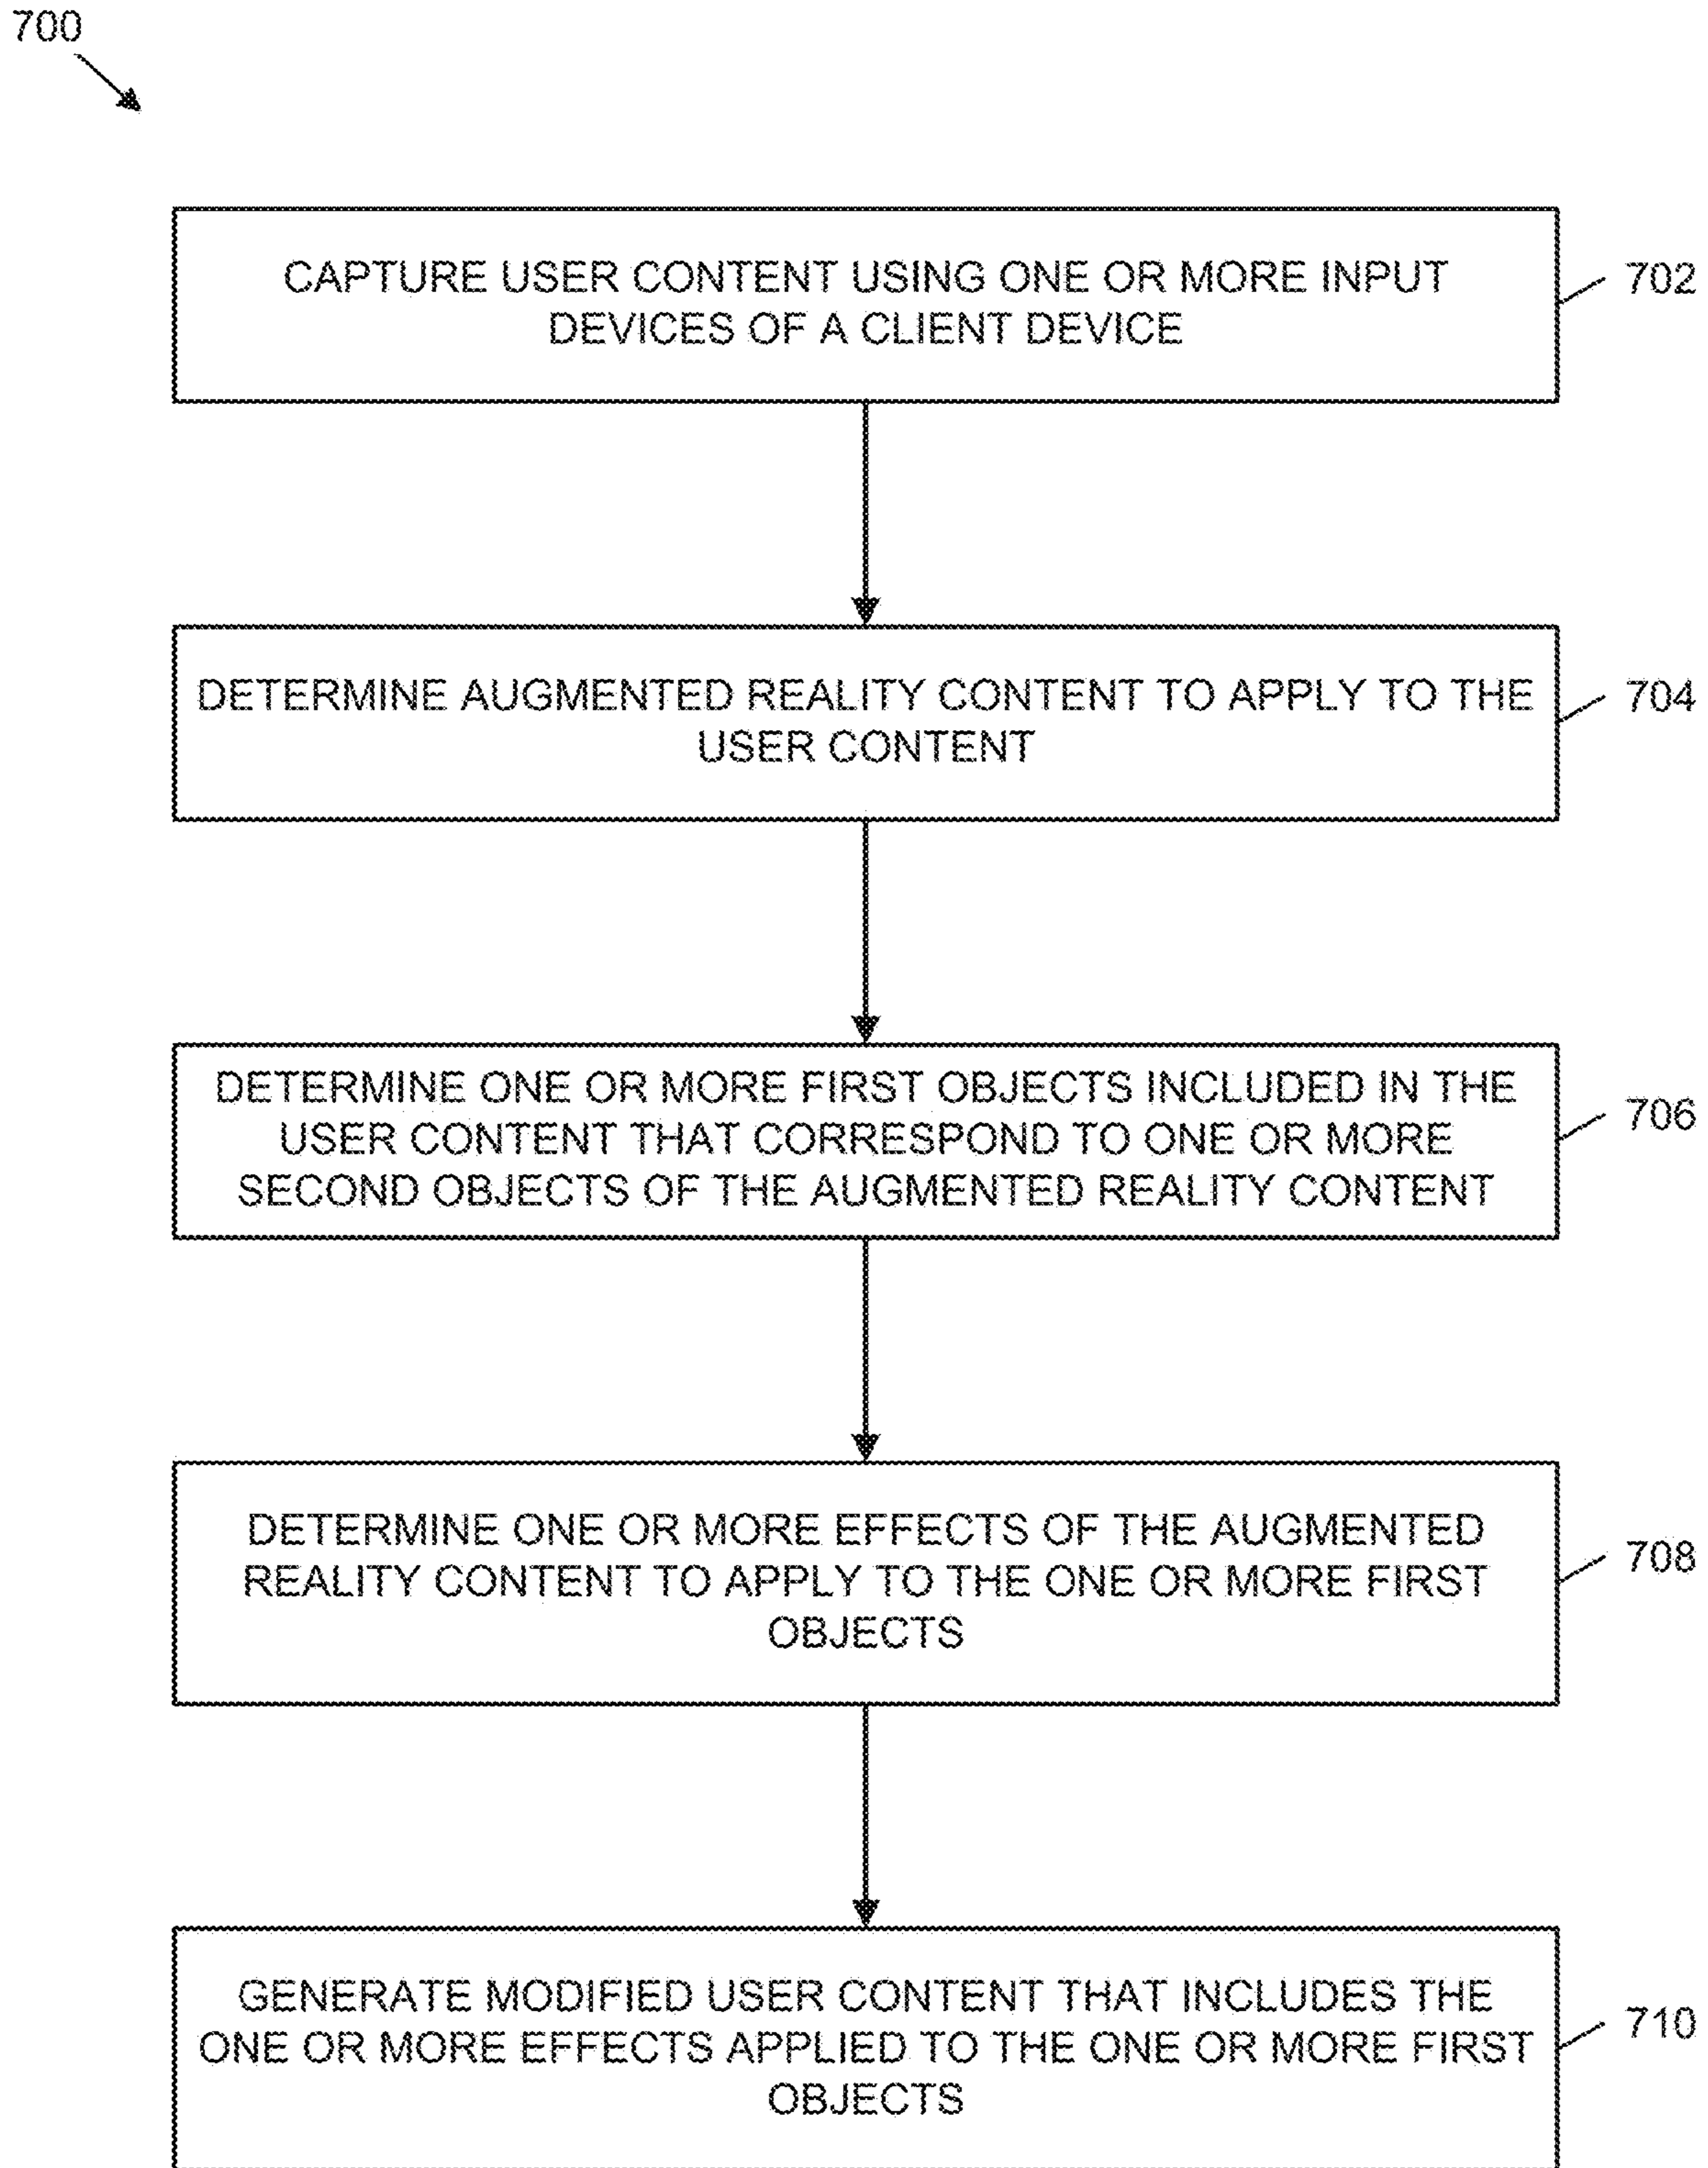 700
CAPTURE USER CONTENT USING ONE OR MORE INPUT
DEVICES OF A CLIENT DEVICE
702
DETERMINE AUGMENTED REALITY CONTENT TO APPLY TO THE
USER CONTENT
704
DETERMINE ONE OR MORE FIRST OBJECTS INCLUDED IN THE
USER CONTENT THAT CORRESPOND TO ONE OR MORE
SECOND OBJECTS OF THE AUGMENTED REALITY CONTENT
706
DETERMINE ONE OR MORE EFFECTS OF THE AUGMENTED
REALITY CONTENT TO APPLY TO THE ONE OR MORE FIRST
OBJECTS
708
GENERATE MODIFIED USER CONTENT THAT INCLUDES THE
ONE OR MORE EFFECTS APPLIED TO THE ONE OR MORE FIRST
OBJECTS
710